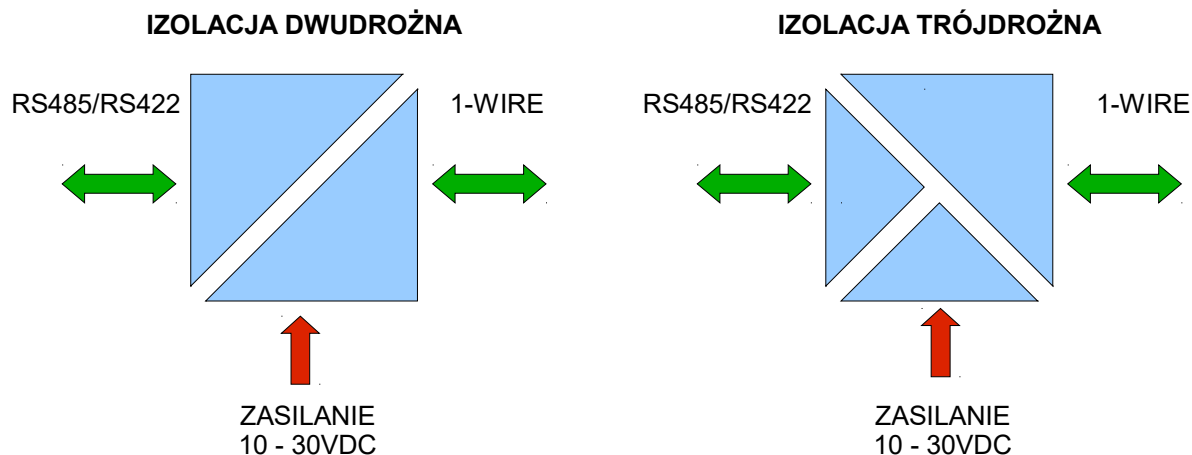 IZOLACJA DWUDROŻNA
RS485/RS422
1-WIRE
ZASILANIE
10 - 30VDC
IZOLACJA TRÓJDROŻNA
RS485/RS422
1-WIRE
ZASILANIE
10 - 30VDC